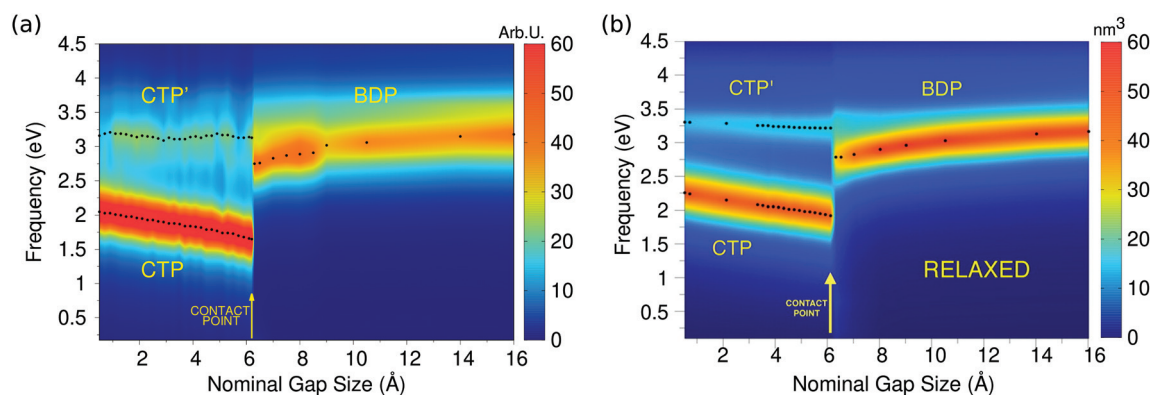 (a)
Arb.U.
4.5
4
3.5
3
2.5
2
1.5
1
0.5
Frequency (eV)
CTP'
BDP
CTP
CONTACT
POINT
2 4 6 8 10 12 14 16
Nominal Gap Size (Å)
60
50
40
30
20
10
0
(b)
nm³
4.5
4
3.5
3
2.5
2
1.5
1
0.5
Frequency (eV)
CTP'
BDP
CTP
CONTACT
POINT
RELAXED
2 4 6 8 10 12 14 16
Nominal Gap Size (Å)
60
50
40
30
20
10
0